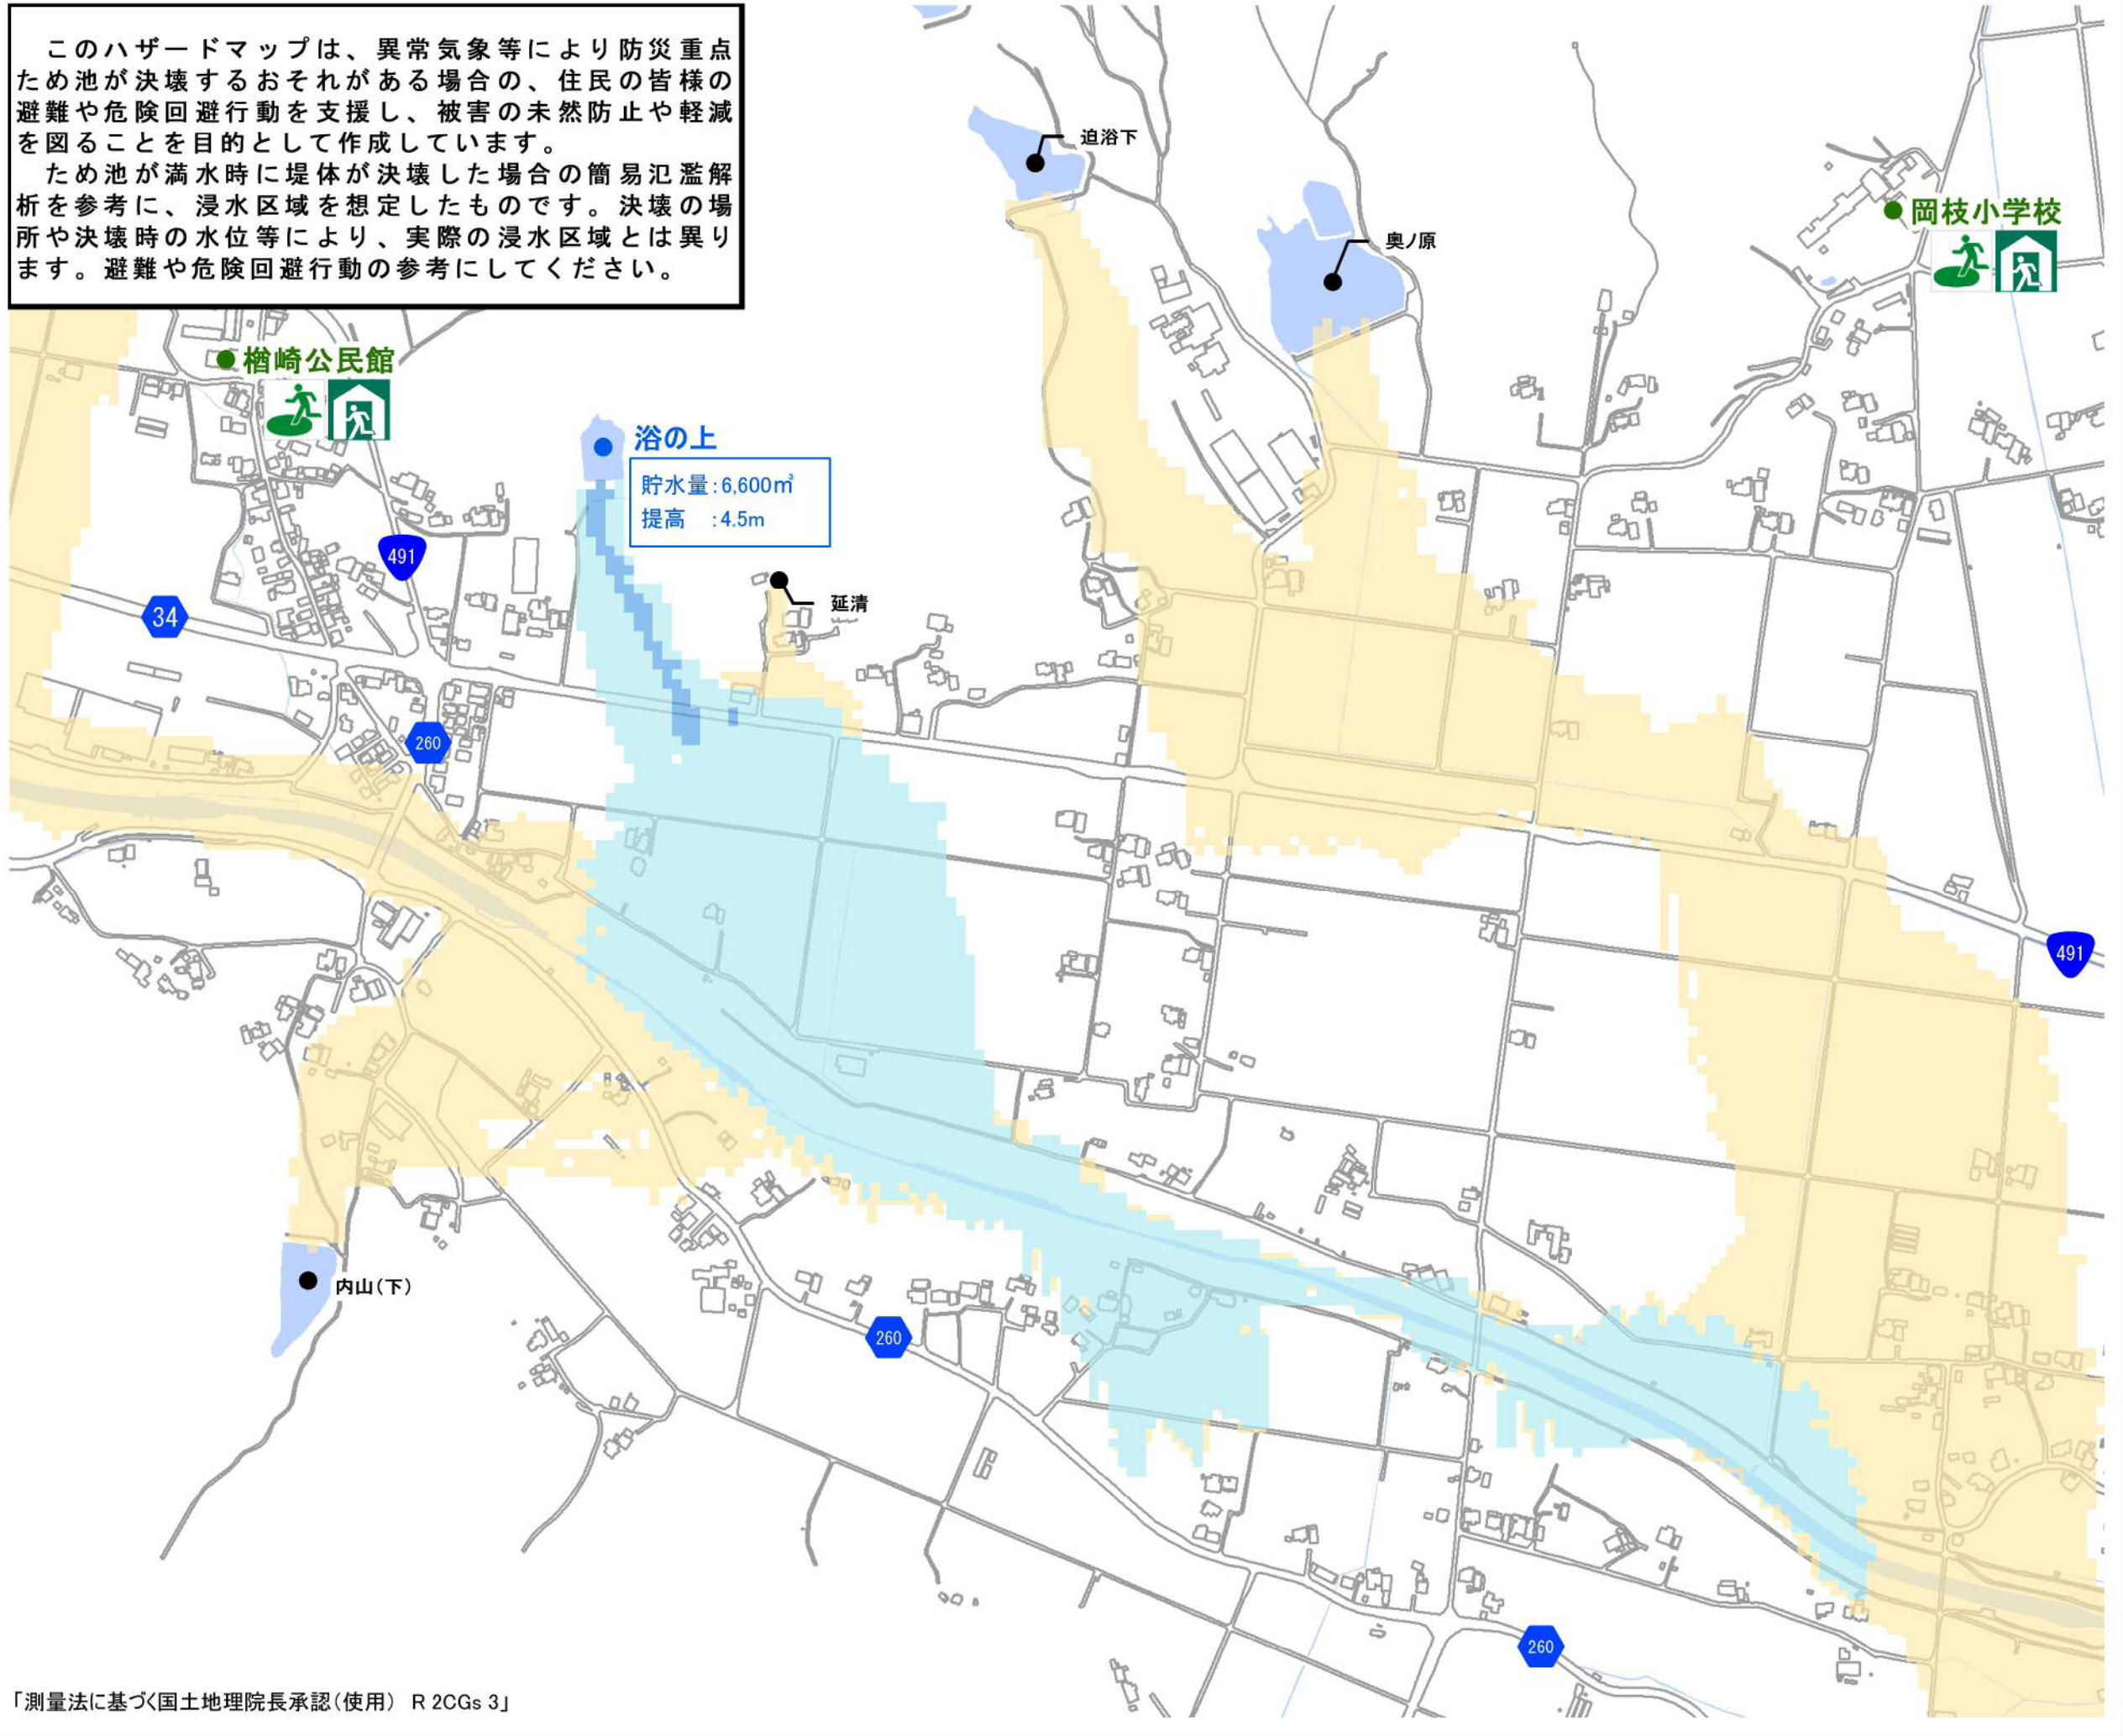 このハザードマップは、異常気象等により防災重点
ため池が決壊するおそれがある場合の、住民の皆様の
避難や危険回避行動を支援し、被害の未然防止や軽減
を図ることを目的として作成しています。
ため池が満水時に堤体が決壊した場合の簡易氾濫解
析を参考に、浸水区域を想定したものです。決壊の場
所や決壊時の水位等により、実際の浸水区域とは異り
ます。避難や危険回避行動の参考にしてください。
迫浴下
奥ノ原
岡枝小学校
楢崎公民館
浴の上
貯水量:6,600㎥
提高 :4.5m
491
延清
34
260
491
内山(下)
260
260
「測量法に基づく国土地理院長承認(使用) R 2CGs 3」